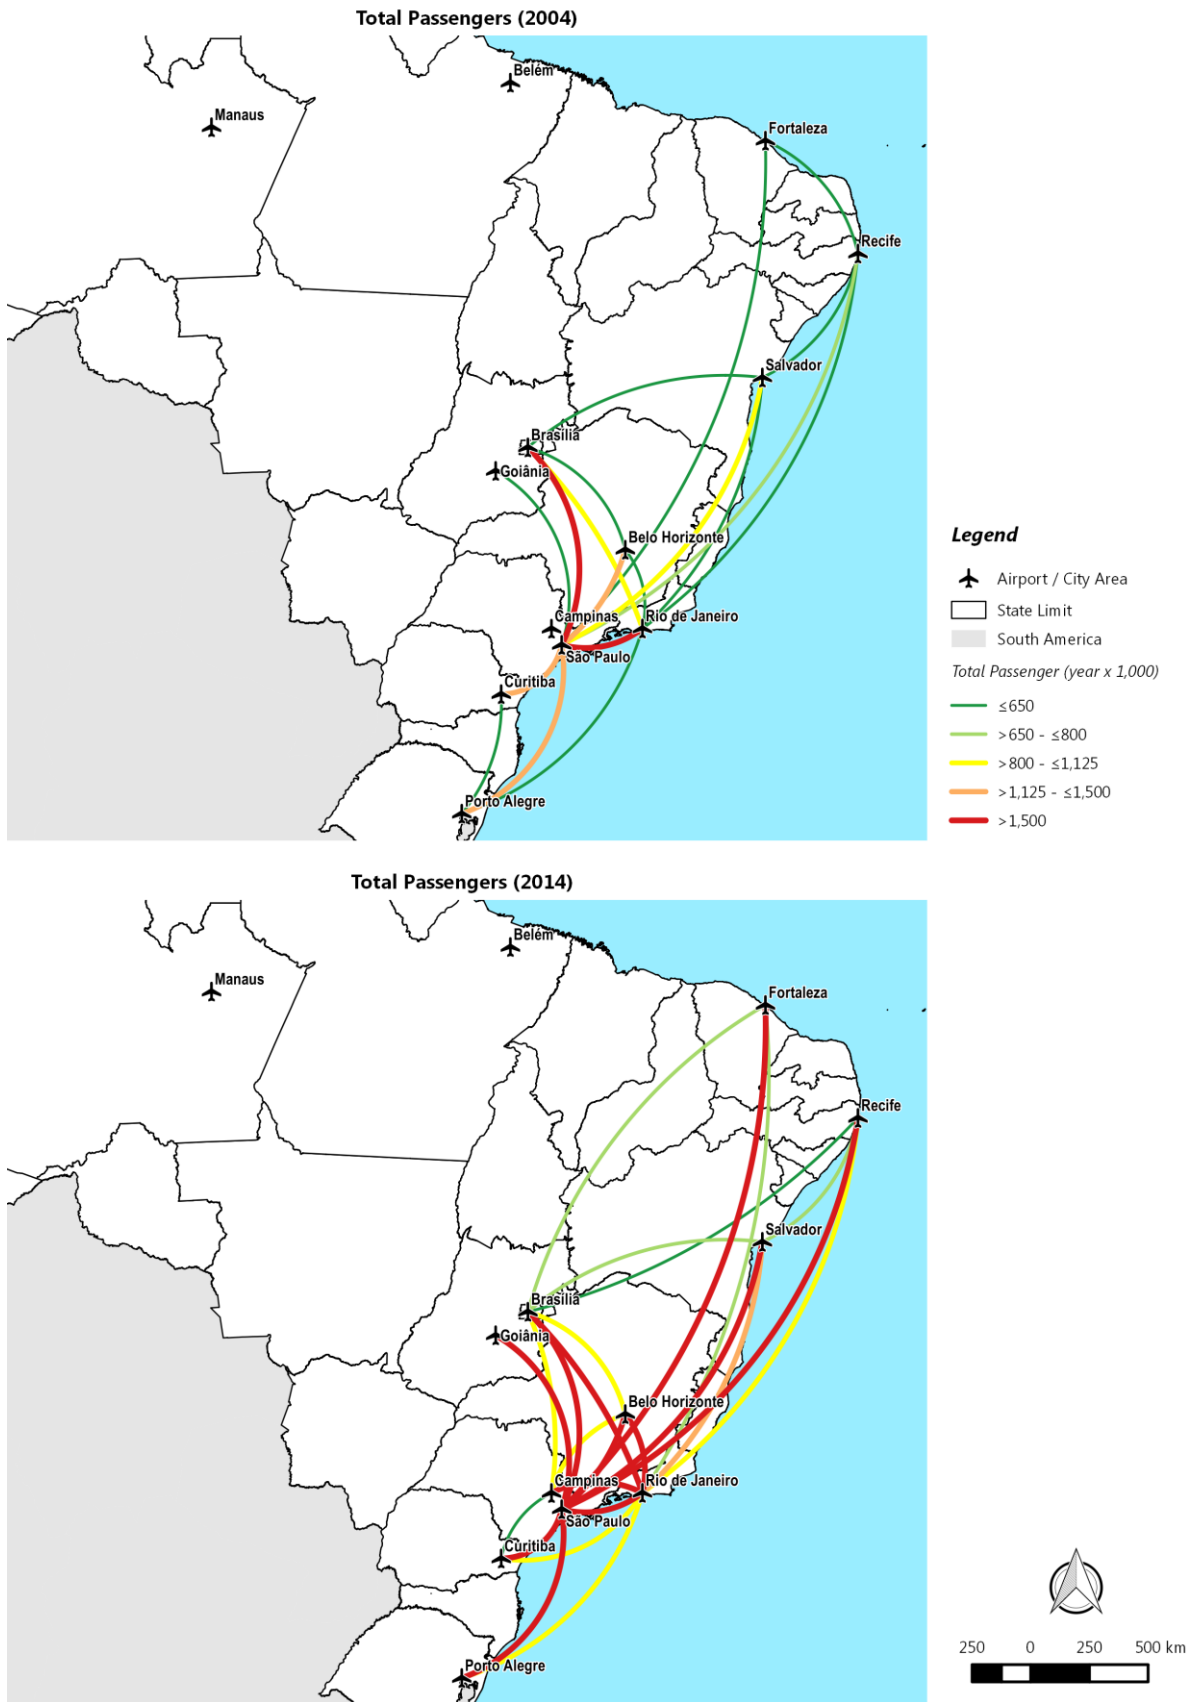 Total Passengers (2004)
Belém
Manaus
Fortaleza
Recife
Salvador
Brasília
Goiânia
Belo Horizonte
Campinas
Rio de Janeiro
São Paulo
Curitiba
Porto Alegre
Legend
Airport / City Area
State Limit
South America
Total Passenger (year x 1,000)
≤650
>650 - ≤800
>800 - ≤1,125
>1,125 - ≤1,500
>1,500
Total Passengers (2014)
Belém
Manaus
Fortaleza
Recife
Salvador
Brasília
Goiânia
Belo Horizonte
Campinas
Rio de Janeiro
São Paulo
Curitiba
Porto Alegre
250 0 250 500 km